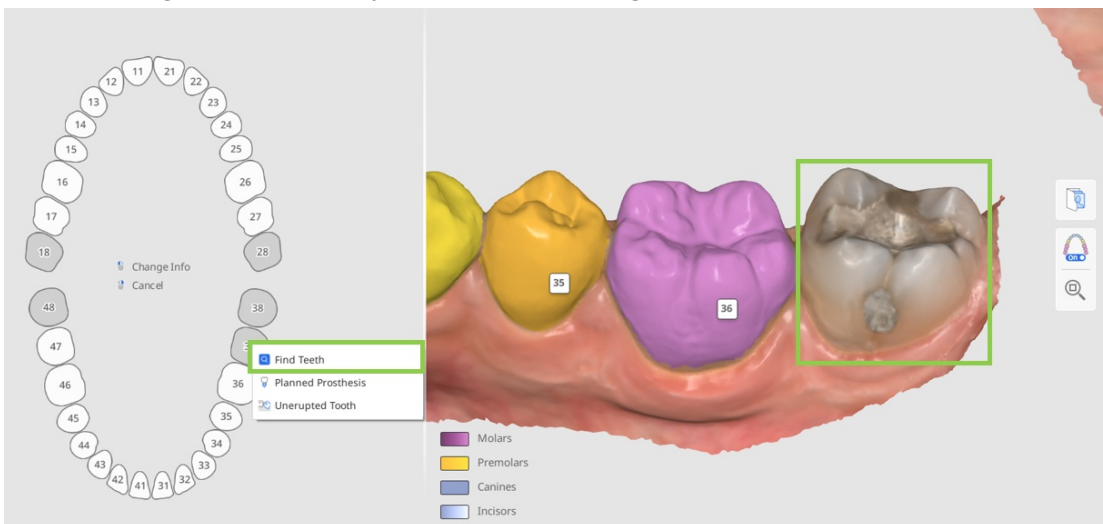 11 21
12 22
13 23
14 24
15 25
16 26
17 27
18 28
Change Info
Cancel
48 38
47
46 36
45 35
44 34
43 33
42 41 31 32
Find Teeth
Planned Prosthesis
Unerupted Tooth
35
36
on
Molars
Premolars
Canines
Incisors